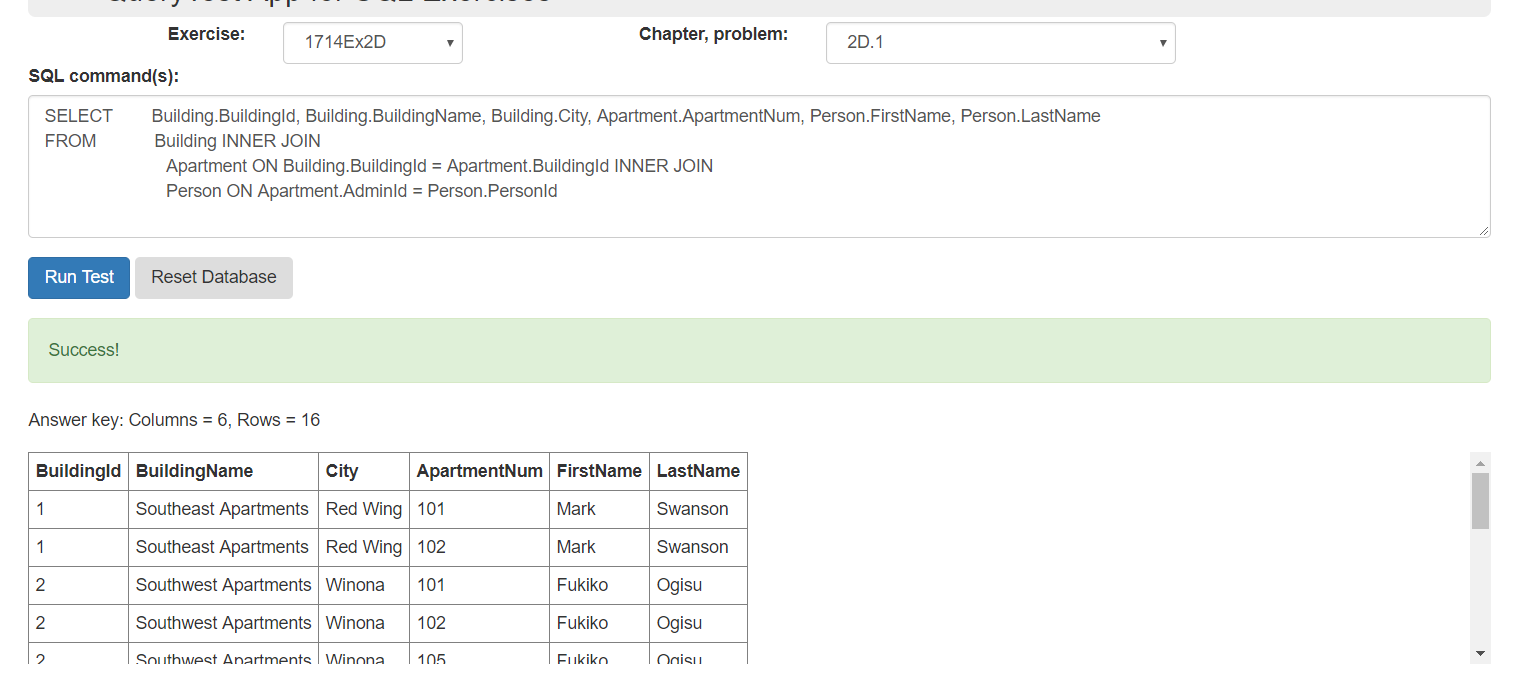 Exercise: 1714Ex2D Chapter, problem: 2D.1
SQL command(s):
SELECT Building.BuildingId, Building.BuildingName, Building.City, Apartment.ApartmentNum, Person.FirstName, Person.LastName
FROM Building INNER JOIN
Apartment ON Building.BuildingId = Apartment.BuildingId INNER JOIN
Person ON Apartment.AdminId = Person.PersonId
Run Test Reset Database
Success!
Answer key: Columns = 6, Rows = 16
BuildingId BuildingName City ApartmentNum FirstName LastName
1 Southeast Apartments Red Wing 101 Mark Swanson
1 Southeast Apartments Red Wing 102 Mark Swanson
2 Southwest Apartments Winona 101 Fukiko Ogisu
2 Southwest Apartments Winona 102 Fukiko Ogisu
2 Southwest Apartments Winona 105 Fukiko Ogisu